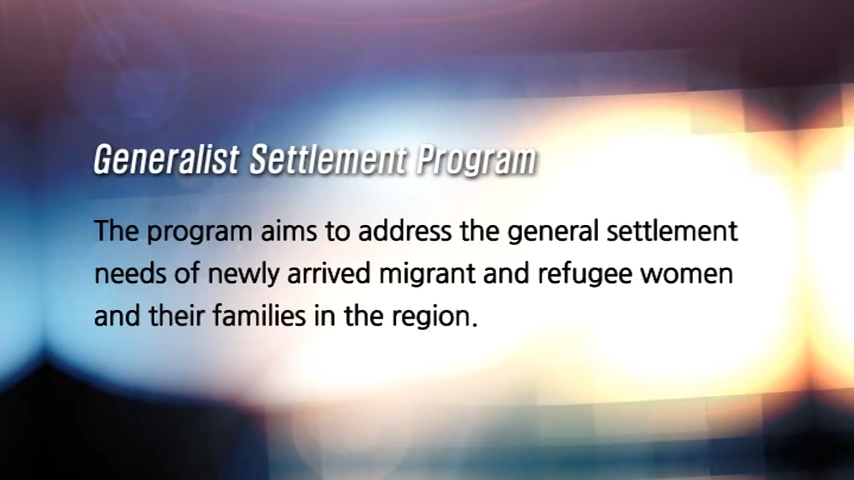 Generalist Settlement Program
The program aims to address the general settlement
needs of newly arrived migrant and refugee women
and their families in the region.